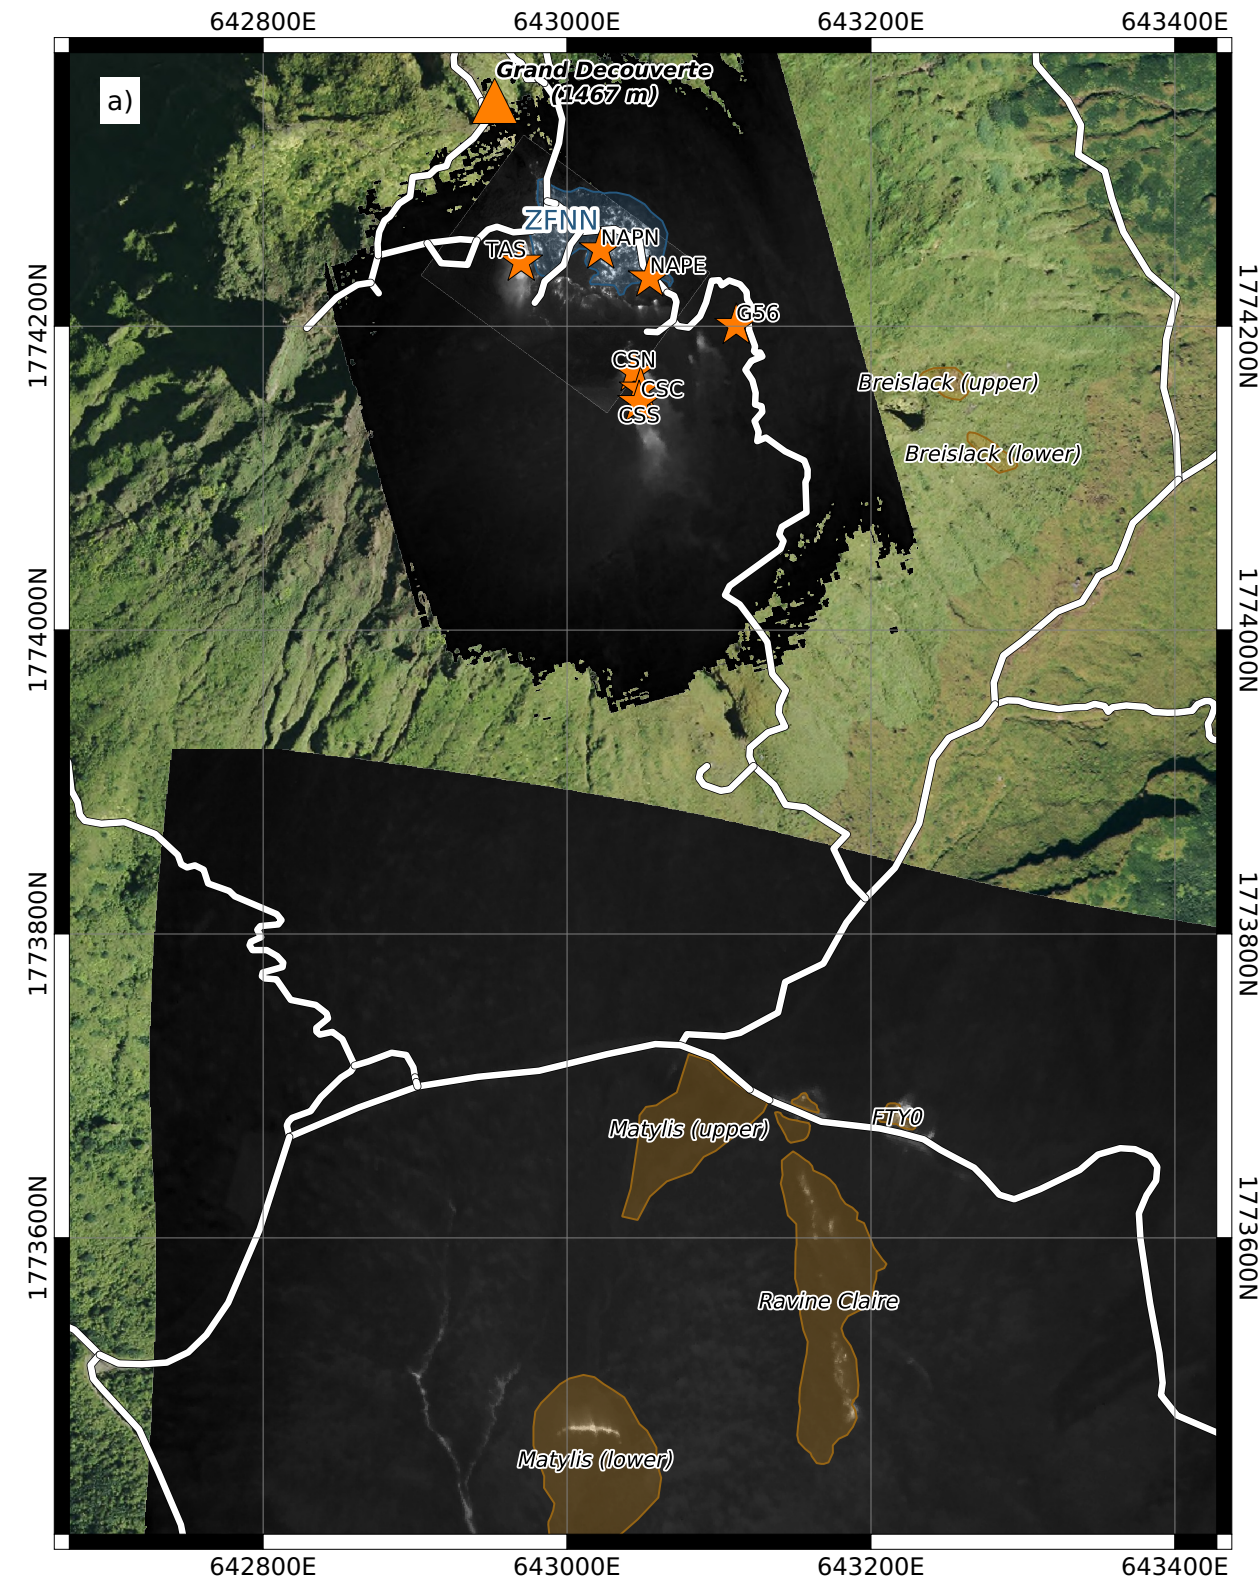 642800E 643000E 643200E 643400E
a)
Grand Decouverte
(1467 m)
ZFNN
NAPN
TAS
NAPE
1774200N
1774200N
G56
CSN
CSC
CSS
Breislack (upper)
Breislack (lower)
1774000N
1774000N
1773800N
1773800N
Matylis (upper)
FTY0
1773600N
1773600N
Ravine Claire
Matylis (lower)
642800E 643000E 643200E 643400E